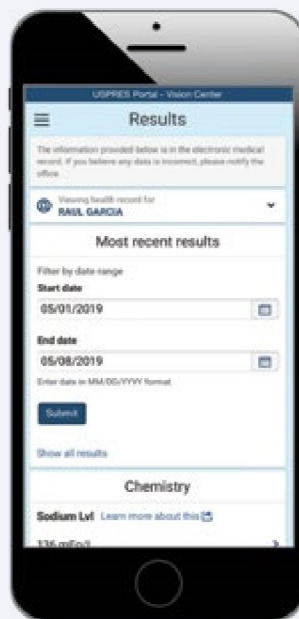 USPRES Portal - Vision Center
Results
The information provided below is in the electronic medical
record. If you believe any data is incorrect, please notify the
office.
Viewing health record for
RAUL GARCIA
Most recent results
Filter by date range
Start date
05/01/2019
End date
05/08/2019
Enter date in MM/DD/YYYY format
Submit
Show all results
Chemistry
Sodium Lvl Learn more about this
136 mEq/L